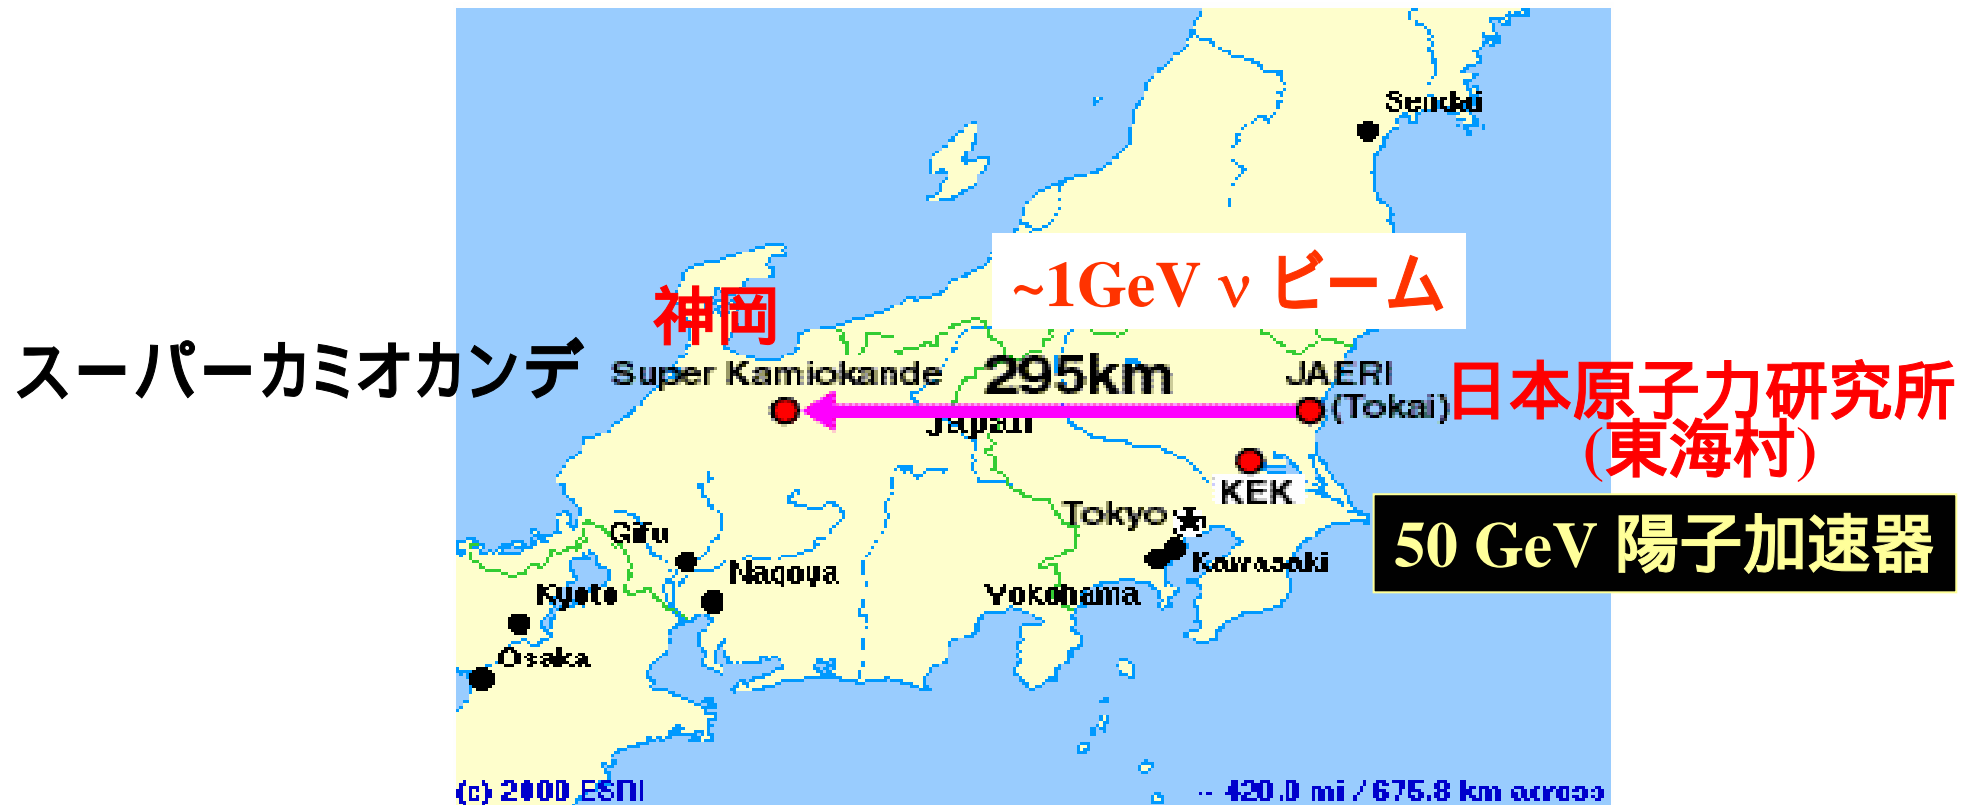 Sendai
~1GeV ν ビーム
神岡
スーパーカミオカンデ
Super Kamiokande
295km
JAERI
(Tokai)
日本原子力研究所
(東海村)
Japan
KEK
Tokyo
50 GeV 陽子加速器
Gifu
Kawasaki
Nagoya
Yokohama
Kyoto
Osaka
(c) 2000 ESRI
~ 420.0 mi / 675.8 km across